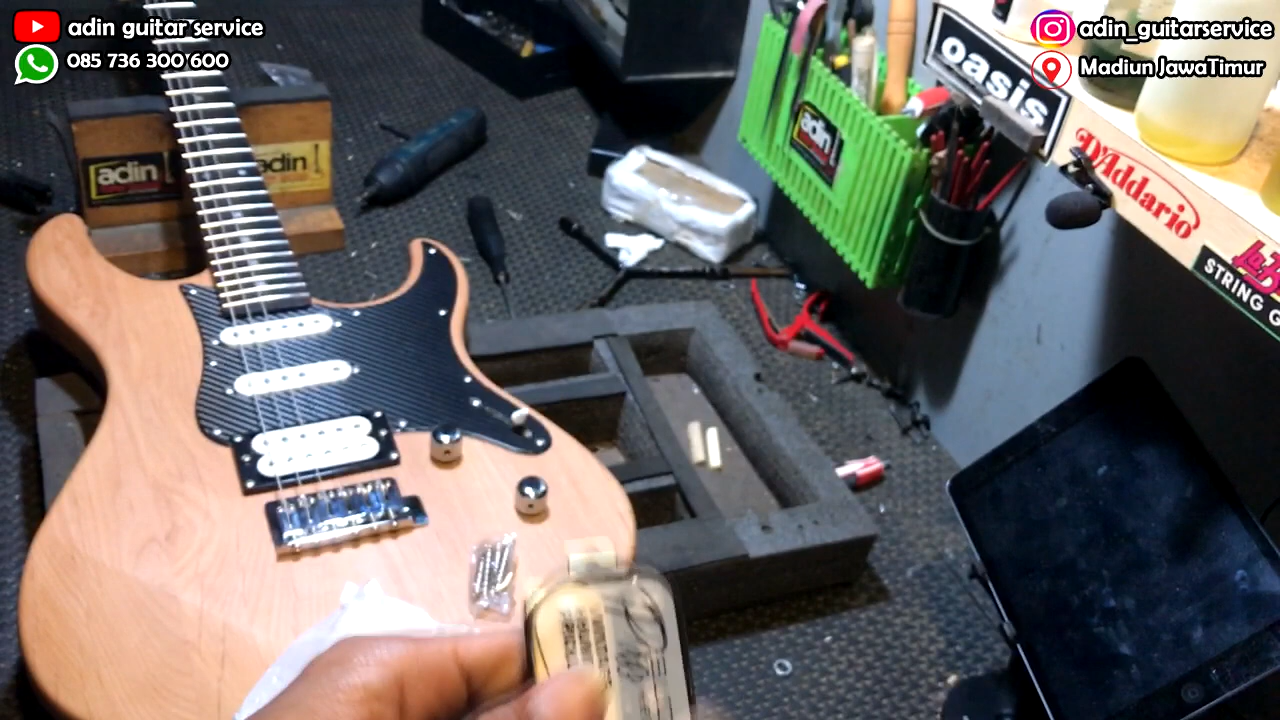 adin guitar service
085 736 300'600
adin_guitarservice
Madiun JawaTimur
oasis
adin
adin
adin
D'Addario
STRING G